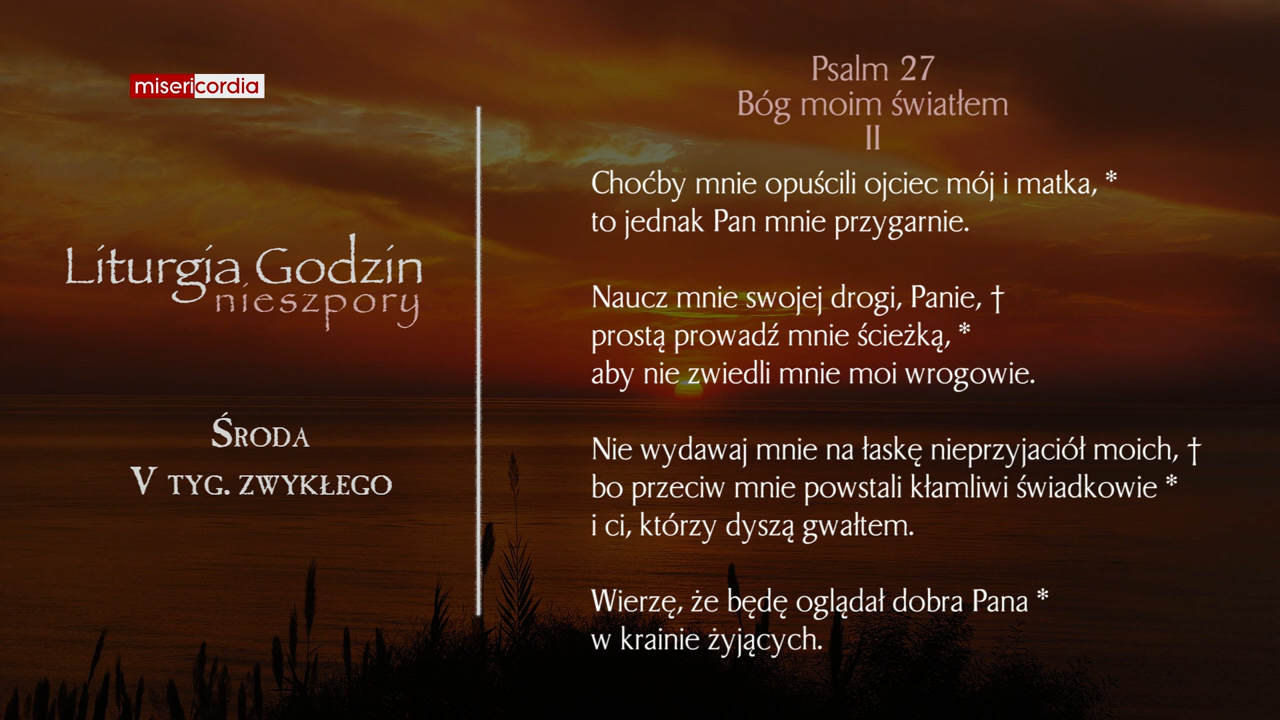 misericordia
Liturgia Godzin
nieszpory
Środa
V tyg. zwykłego
Psalm 27
Bóg moim światłem
II
Choćby mnie opuścili ojciec mój i matka, *
to jednak Pan mnie przygarnie.
Naucz mnie swojej drogi, Panie, †
prostą prowadź mnie ścieżką, *
aby nie zwiedli mnie moi wrogowie.
Nie wydawaj mnie na łaskę nieprzyjaciół moich, †
bo przeciw mnie powstali kłamliwi świadkowie *
i ci, którzy dyszą gwałtem.
Wierzę, że będę oglądał dobra Pana *
w krainie żyjących.